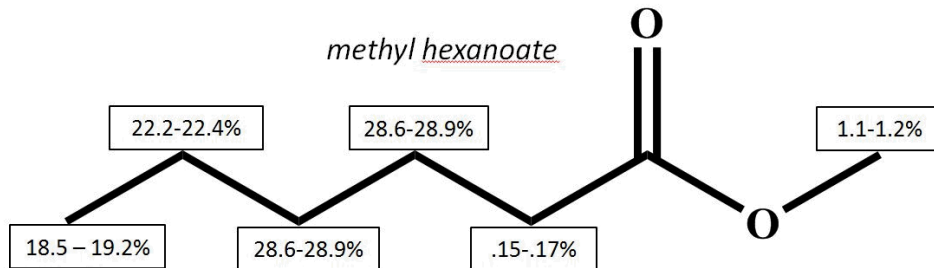 O
methyl hexanoate
22.2-22.4%
28.6-28.9%
1.1-1.2%
O
18.5 – 19.2%
28.6-28.9%
.15-.17%